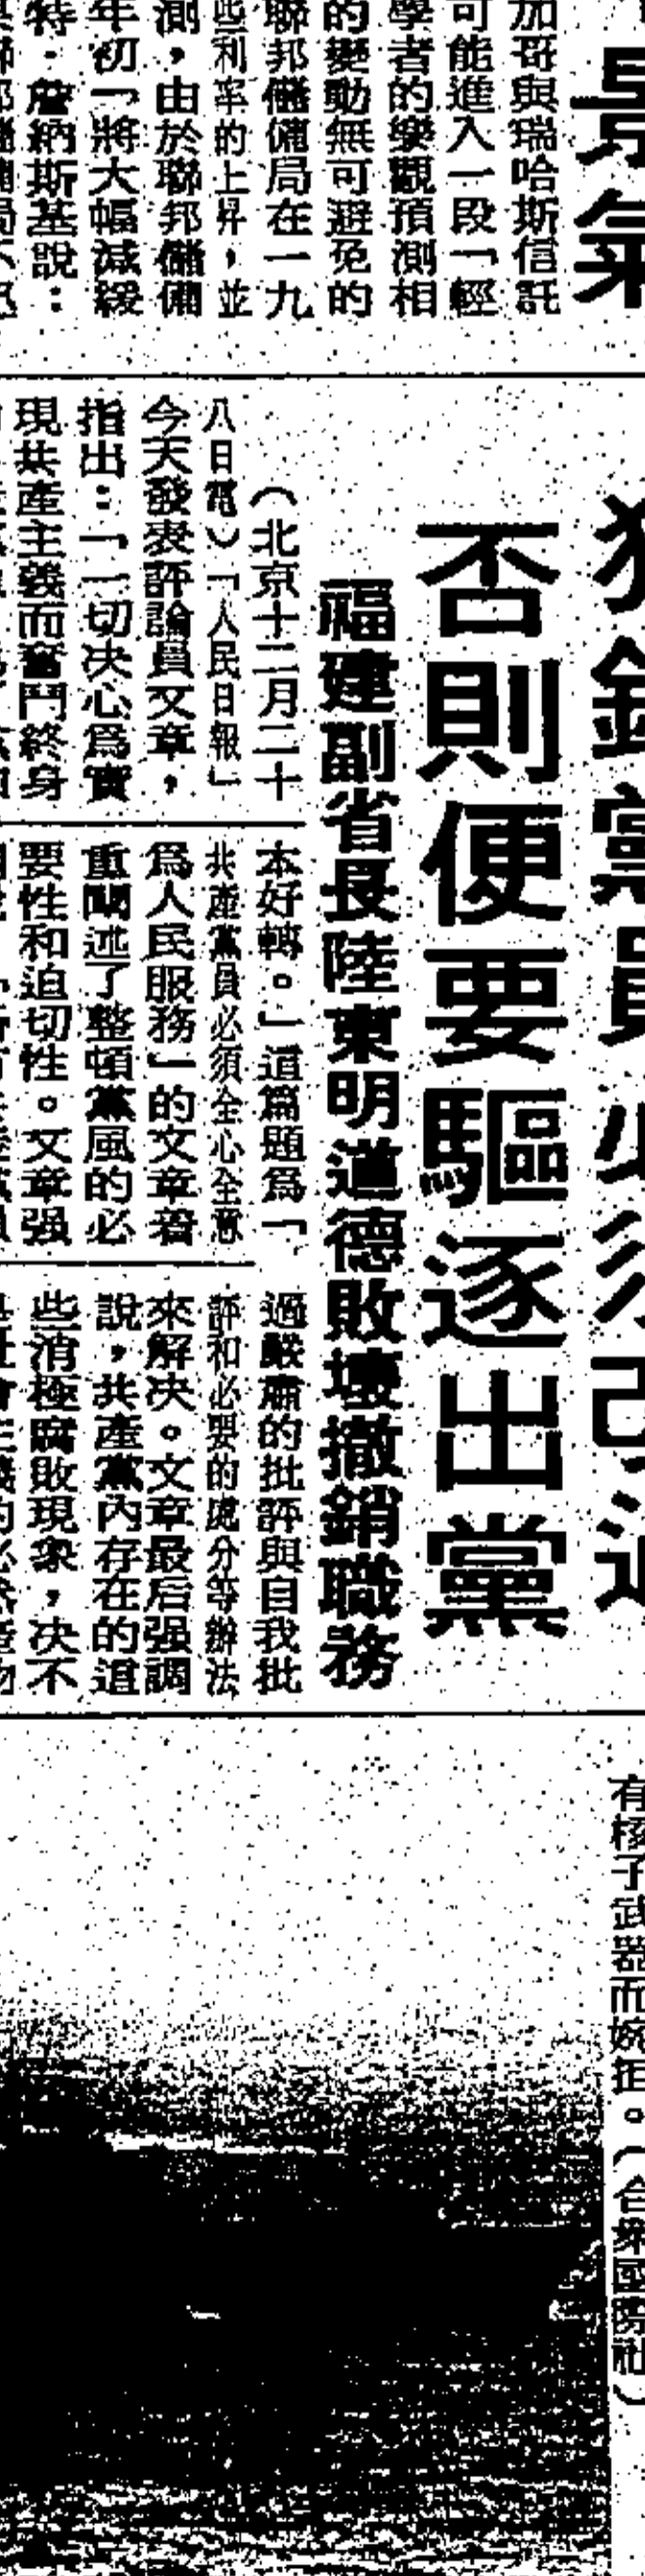 景氣
加哥與瑞哈斯信託
可能進入一段「輕
學者的樂觀預測相
的變動無可避免的
聯邦儲備局在一九
些利率的上昇，並
測，由於聯邦儲備
年初「將大幅減緩
特·詹納斯基說：
否則便要驅逐出黨
福建副省長陸東明道德敗壞撤銷職務
（北京十二月二十
八日電）「人民日報」
今天發表評論員文章，
指出：「一切决心爲實
現共產主義而奮鬥終身
本好轉。」這篇題爲「
共產黨員必須全心全意
爲人民服務」的文章着
重闡述了整頓黨風的必
要性和迫切性。文章强
過嚴肅的批評與自我批
評和必要的處分等辦法
來解决。文章最后强調
說，共產黨內存在的這
些消極腐敗現象，决不
有核子武器而婉拒。（合衆國際社）